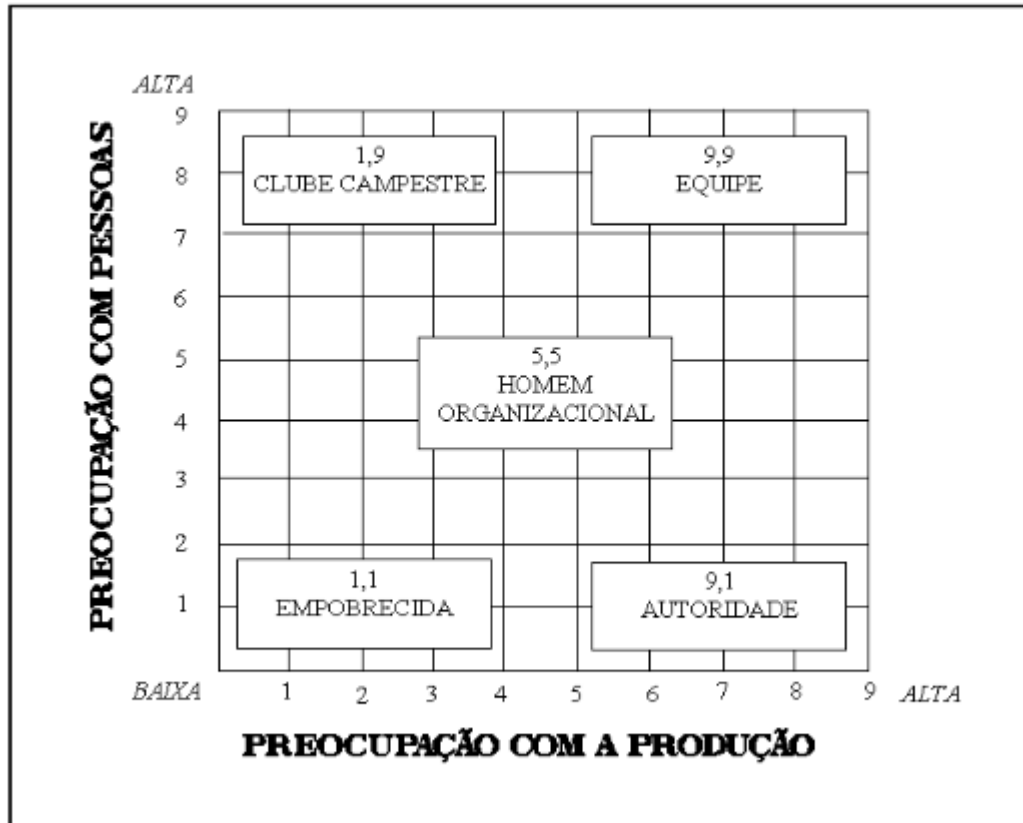 ALTA
9
8
7
6
5
4
3
2
1
PREOCUPAÇÃO COM PESSOAS
1,9
CLUBE CAMPESTRE
9,9
EQUIPE
5,5
HOMEM
ORGANIZACIONAL
1,1
EMPOBRECIDA
9,1
AUTORIDADE
BAIXA 1 2 3 4 5 6 7 8 9 ALTA
PREOCUPAÇÃO COM A PRODUÇÃO